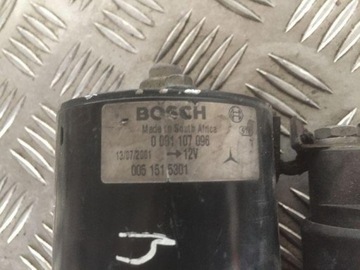 BOSCH
Made in South Africa
0 001 107 096
13/07/2001 → 12V
005 151 5301